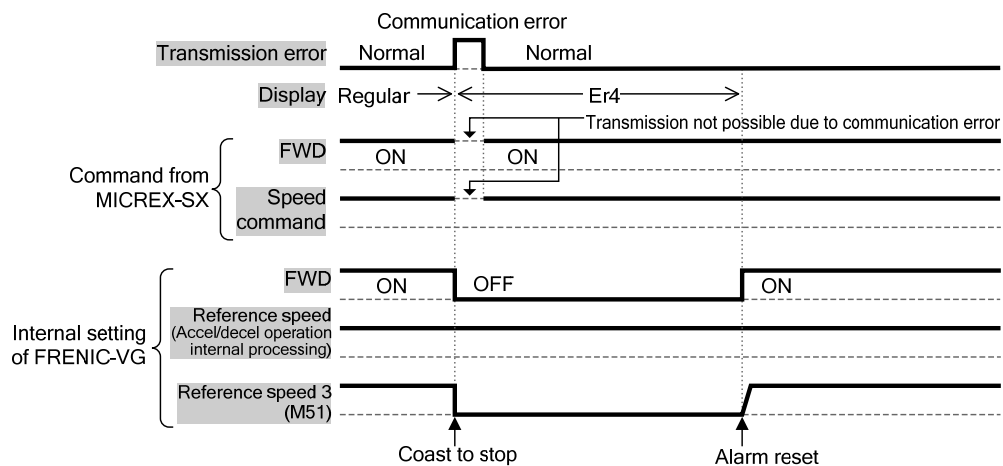 Communication error
Transmission error
Normal
Normal
Display
Regular
Er4
Transmission not possible due to communication error
Command from
MICREX-SX
FWD
ON
ON
Speed
command
Internal setting
of FRENIC-VG
FWD
ON
OFF
ON
Reference speed
(Accel/decel operation
internal processing)
Reference speed 3
(M51)
Coast to stop
Alarm reset